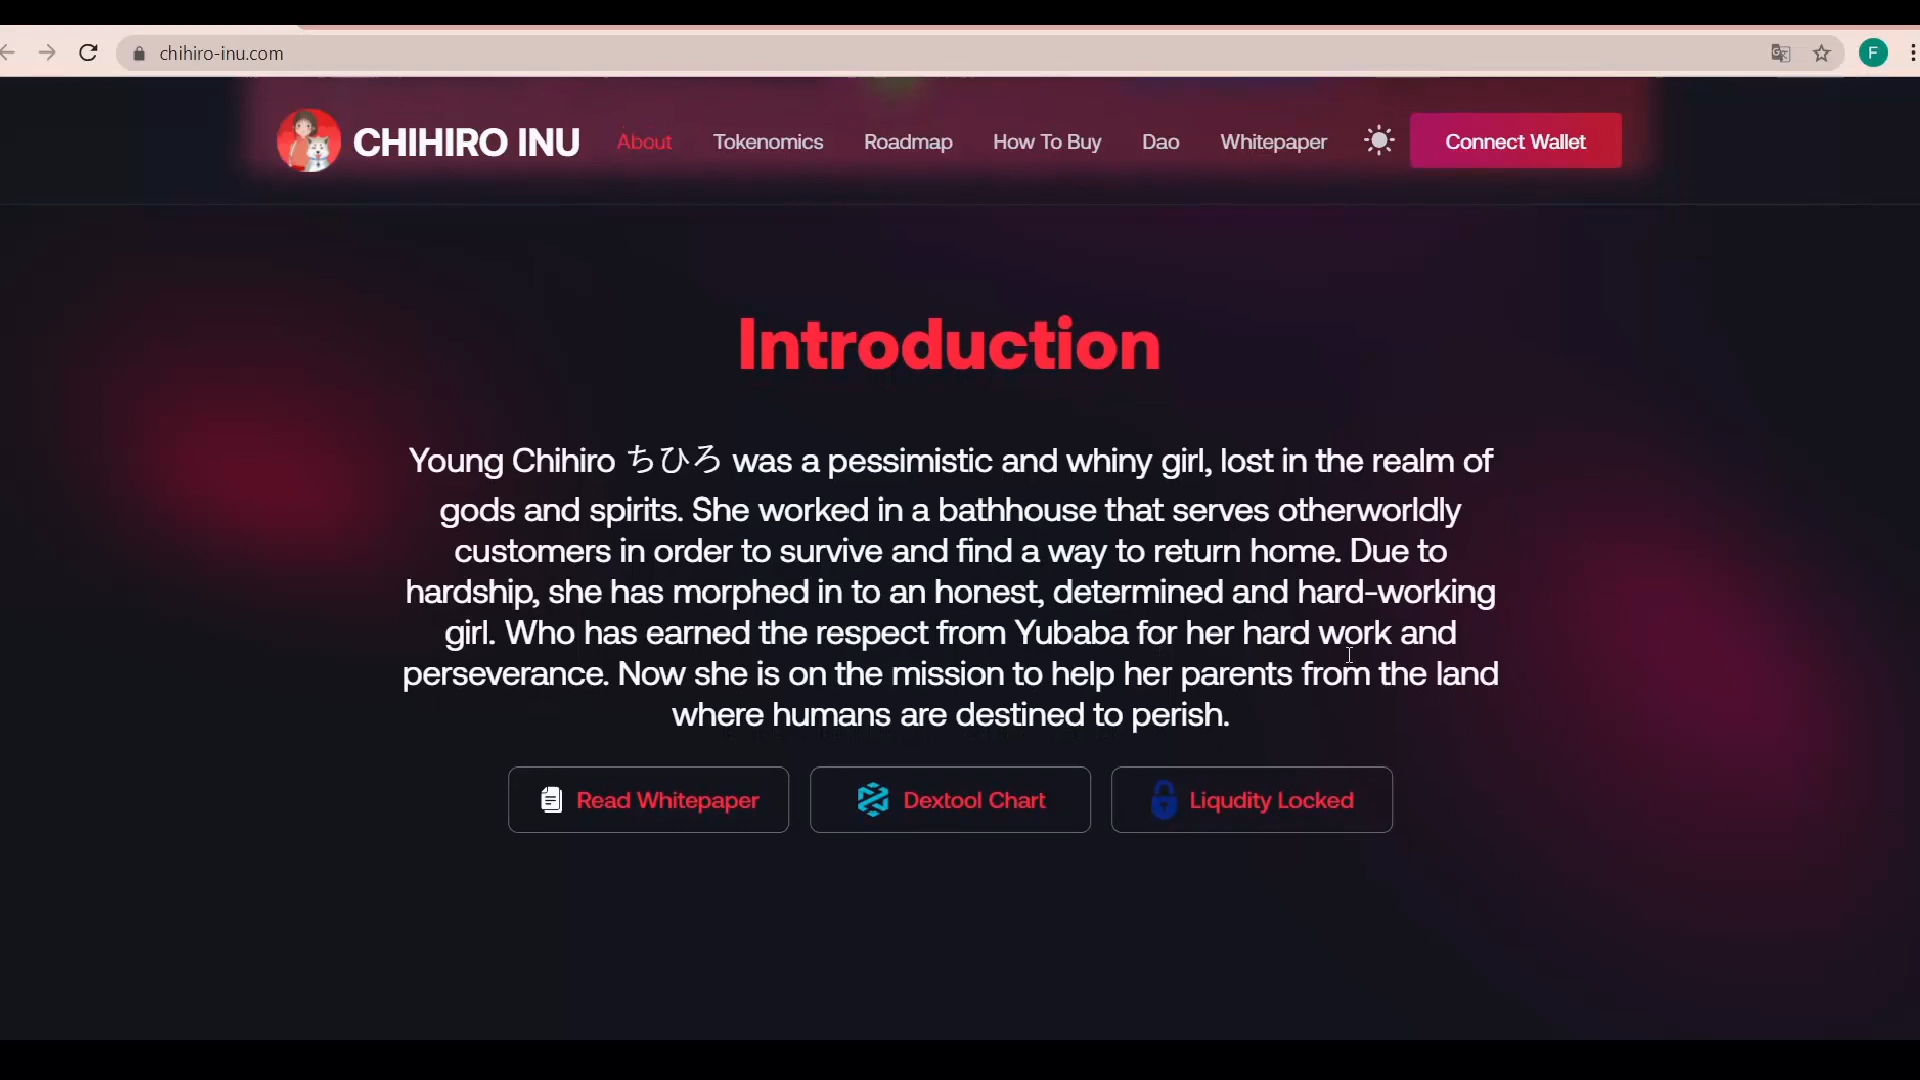 chihiro-inu.com
F
CHIHIRO INU
About
Tokenomics
Roadmap
How To Buy
Dao
Whitepaper
Connect Wallet
Introduction
Young Chihiro ちひろ was a pessimistic and whiny girl, lost in the realm of
gods and spirits. She worked in a bathhouse that serves otherworldly
customers in order to survive and find a way to return home. Due to
hardship, she has morphed in to an honest, determined and hard-working
girl. Who has earned the respect from Yubaba for her hard work and
perseverance. Now she is on the mission to help her parents from the land
where humans are destined to perish.
Read Whitepaper
Dextool Chart
Liqudity Locked